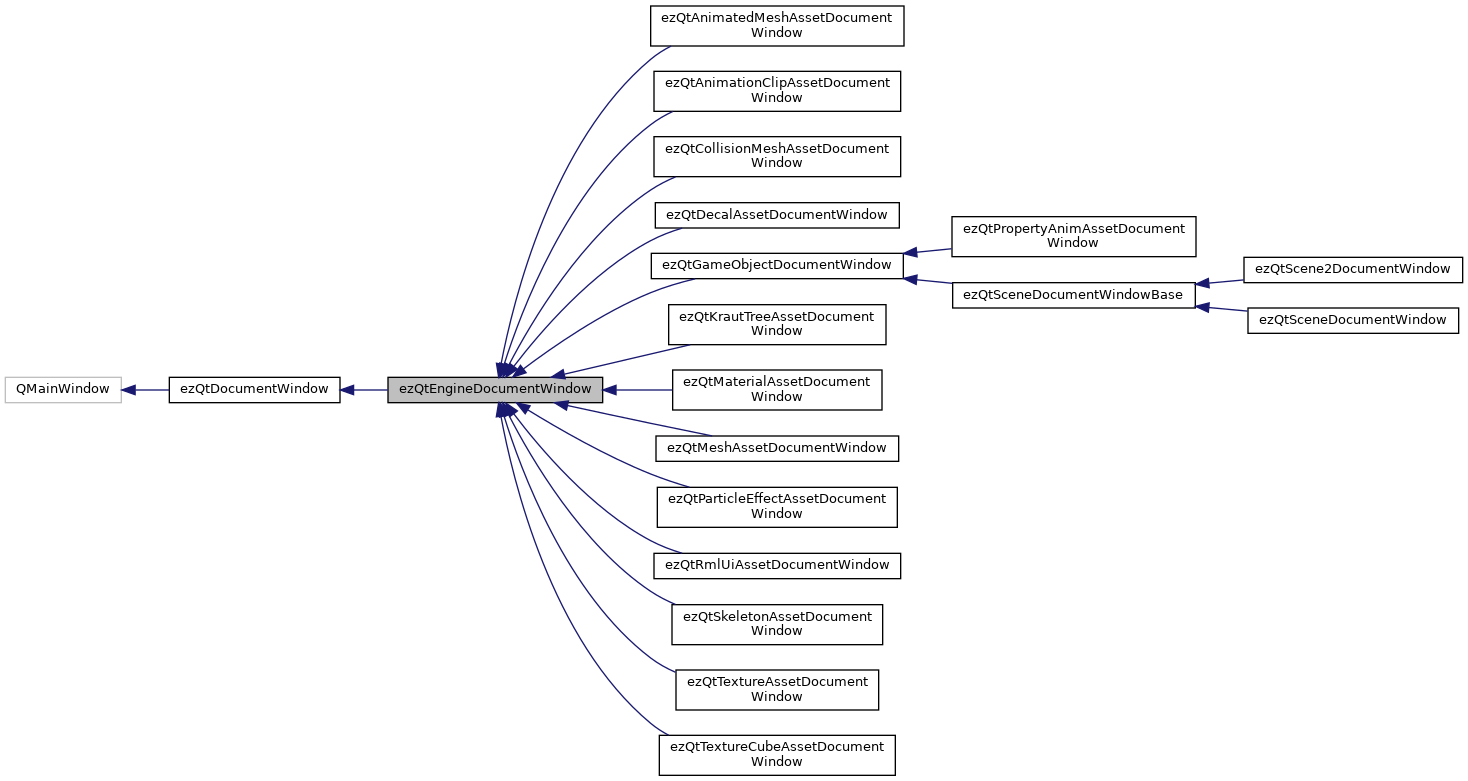 QMainWindow
ezQtDocumentWindow
ezQtEngineDocumentWindow
ezQtAnimatedMeshAssetDocument
Window
ezQtAnimationClipAssetDocument
Window
ezQtCollisionMeshAssetDocument
Window
ezQtDecalAssetDocumentWindow
ezQtGameObjectDocumentWindow
ezQtPropertyAnimAssetDocument
Window
ezQtSceneDocumentWindowBase
ezQtScene2DocumentWindow
ezQtSceneDocumentWindow
ezQtKrautTreeAssetDocument
Window
ezQtMaterialAssetDocument
Window
ezQtMeshAssetDocumentWindow
ezQtParticleEffectAssetDocument
Window
ezQtRmlUiAssetDocumentWindow
ezQtSkeletonAssetDocument
Window
ezQtTextureAssetDocument
Window
ezQtTextureCubeAssetDocument
Window